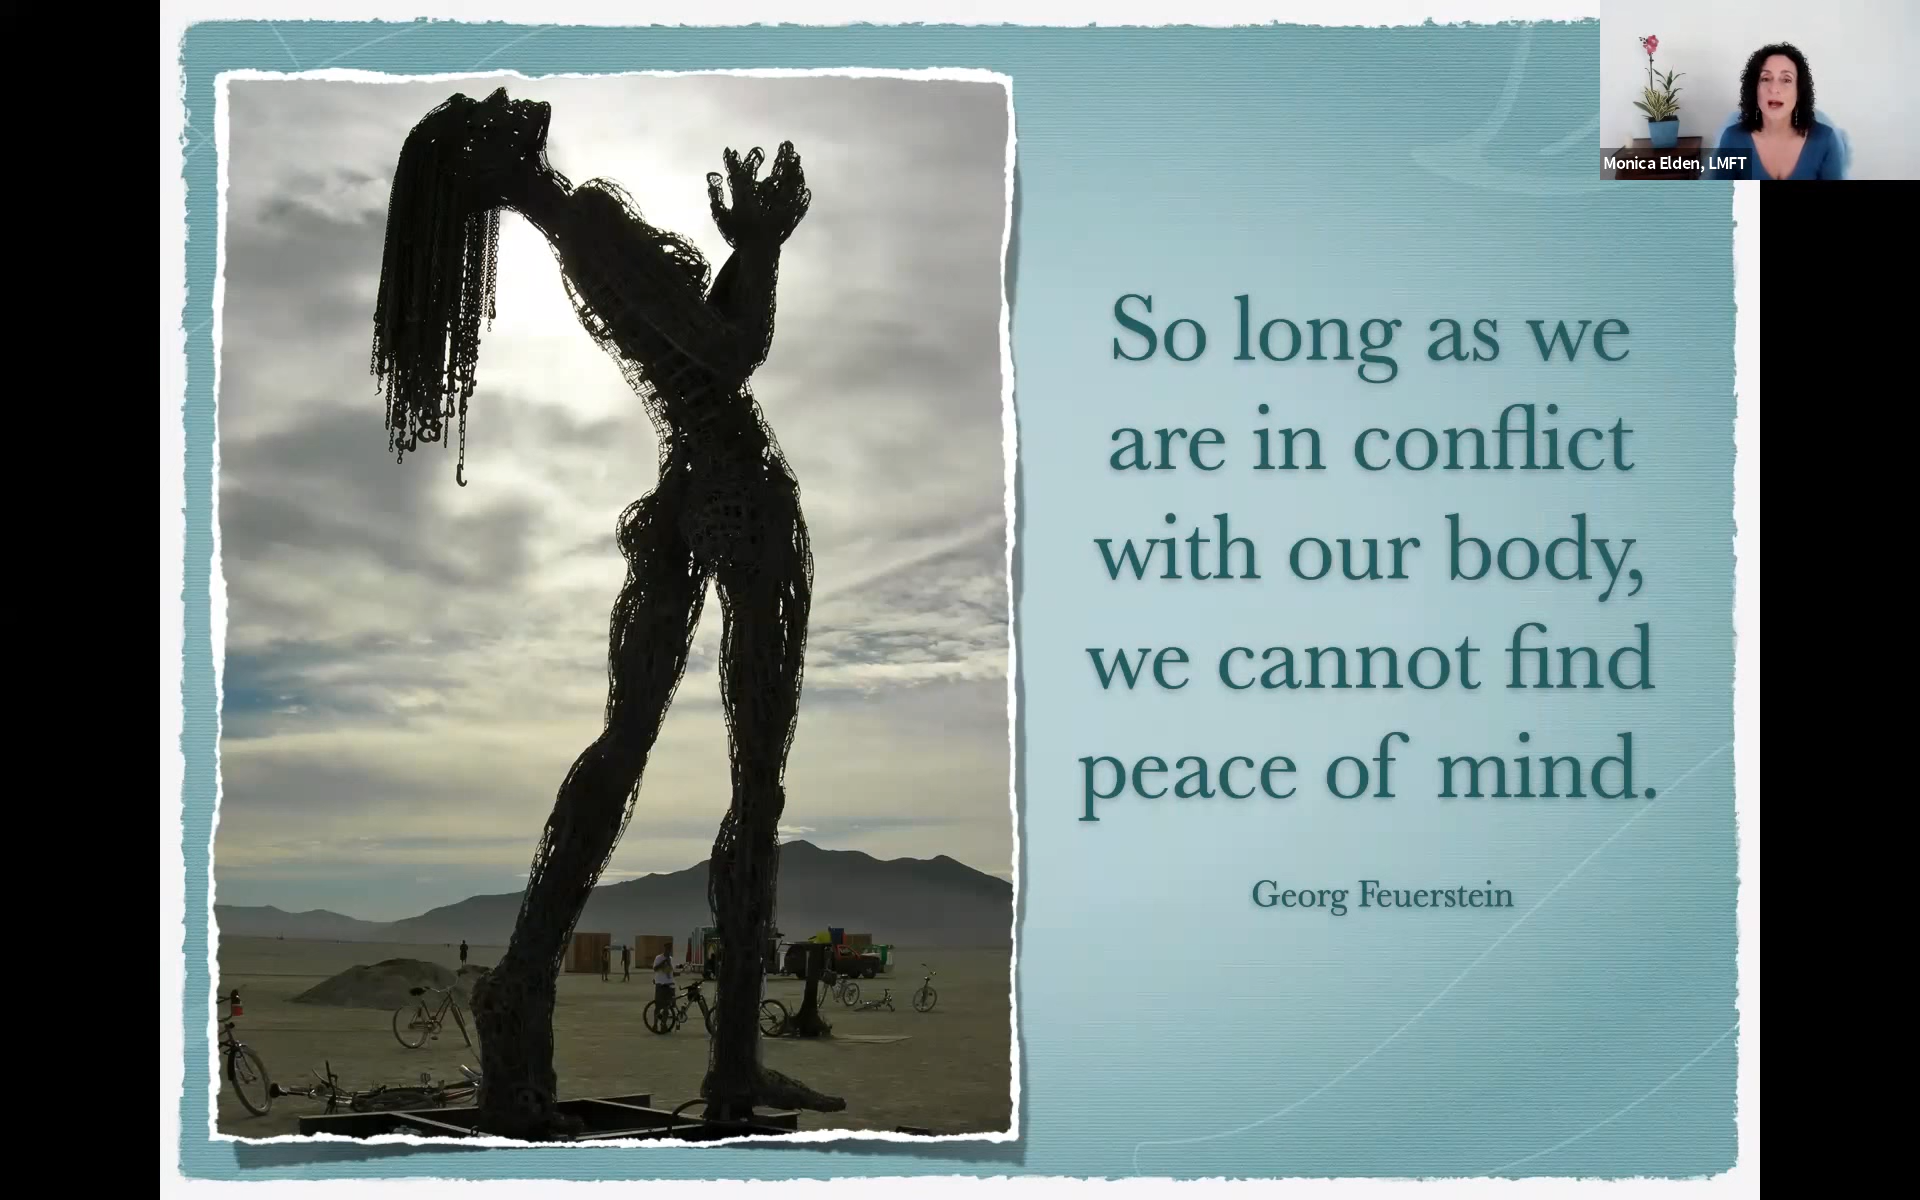 Monica Elden, LMFT
So long as we
are in conflict
with our body,
we cannot find
peace of mind.
Georg Feuerstein